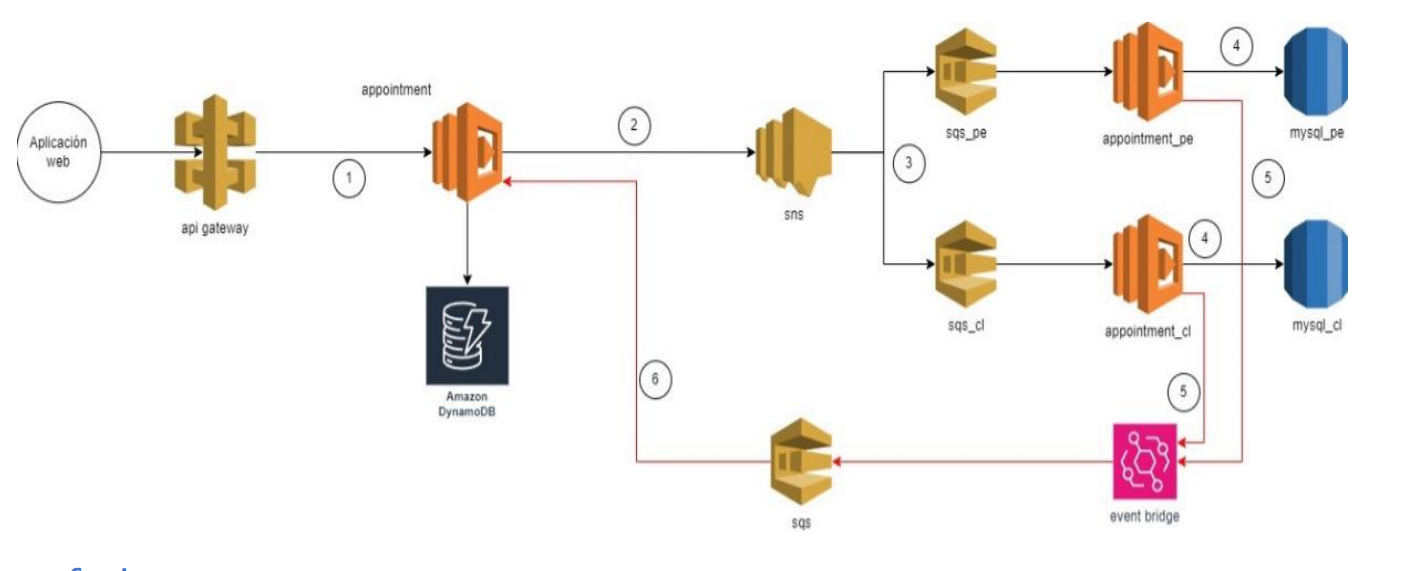 Aplicación
web
api gateway
1
appointment
Amazon
DynamoDB
2
sns
3
sqs_pe
appointment_pe
4
mysql_pe
5
sqs_cl
appointment_cl
4
mysql_cl
5
event bridge
sqs
6